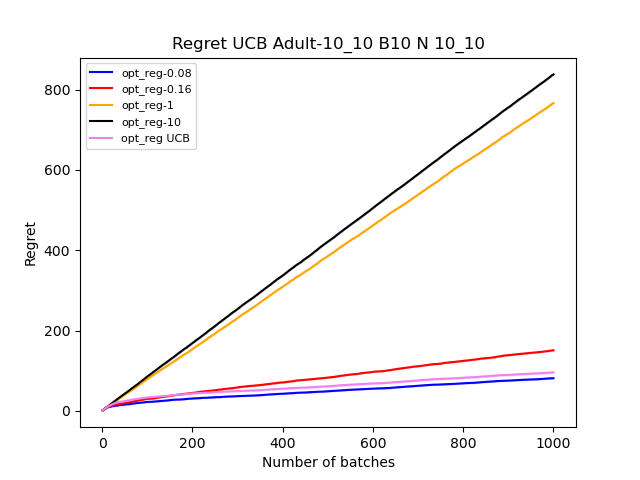 Regret UCB Adult-10_10 B10 N 10_10
opt_reg-0.08
opt_reg-0.16
opt_reg-1
opt_reg-10
opt_reg UCB
800
600
400
200
0
Regret
0 200 400 600 800 1000
Number of batches